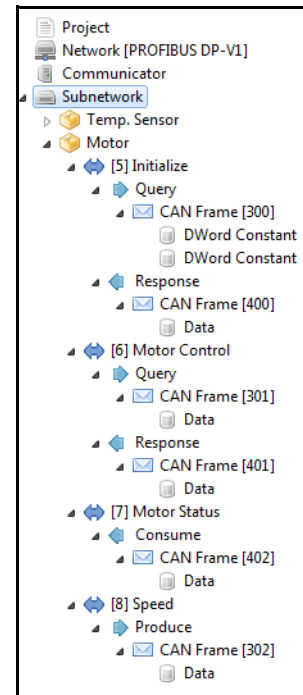 Project
Network [PROFIBUS DP-V1]
Communicator
Subnetwork
Temp. Sensor
Motor
[5] Initialize
Query
CAN Frame [300]
DWord Constant
DWord Constant
Response
CAN Frame [400]
Data
[6] Motor Control
Query
CAN Frame [301]
Data
Response
CAN Frame [401]
Data
[7] Motor Status
Consume
CAN Frame [402]
Data
[8] Speed
Produce
CAN Frame [302]
Data